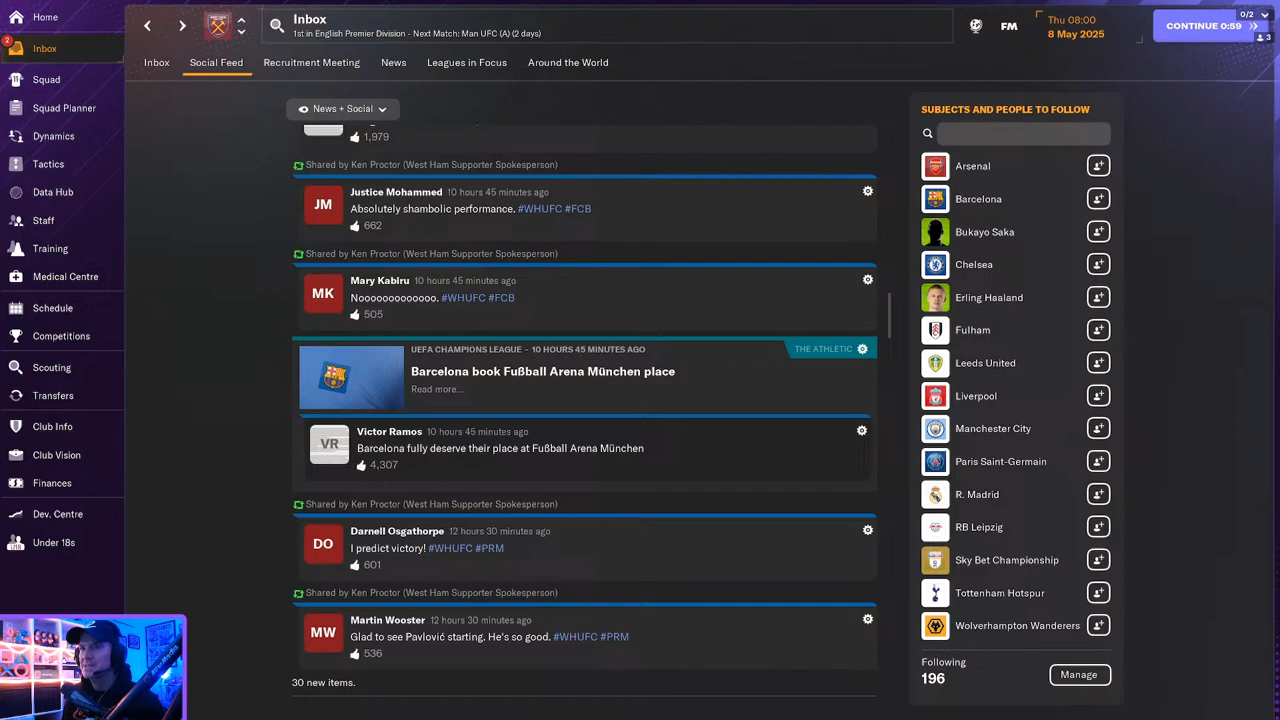 Home
Inbox
1st in English Premier Division - Next Match: Man UFC (A) (2 days)
FM
Thu 08:00
8 May 2025
0/2
CONTINUE 0:59
3
2
Inbox
Squad
Squad Planner
Dynamics
Tactics
Data Hub
Staff
Training
Medical Centre
Schedule
Competitions
Scouting
Transfers
Club Info
Club Vision
Finances
Dev. Centre
Under 18s
Inbox
Social Feed
Recruitment Meeting
News
Leagues in Focus
Around the World
News + Social
1,979
Shared by Ken Proctor (West Ham Supporter Spokesperson)
JM
Justice Mohammed 10 hours 45 minutes ago
Absolutely shambolic performance. #WHUFC #FCB
662
Shared by Ken Proctor (West Ham Supporter Spokesperson)
MK
Mary Kabiru 10 hours 45 minutes ago
Noooooooooooo. #WHUFC #FCB
505
UEFA CHAMPIONS LEAGUE - 10 HOURS 45 MINUTES AGO
THE ATHLETIC
Barcelona book Fußball Arena München place
Read more...
VR
Victor Ramos 10 hours 45 minutes ago
Barcelona fully deserve their place at Fußball Arena München
4,307
Shared by Ken Proctor (West Ham Supporter Spokesperson)
DO
Darnell Osgathorpe 12 hours 30 minutes ago
I predict victory! #WHUFC #PRM
601
Shared by Ken Proctor (West Ham Supporter Spokesperson)
MW
Martin Wooster 12 hours 30 minutes ago
Glad to see Pavlović starting. He's so good. #WHUFC #PRM
536
30 new items.
SUBJECTS AND PEOPLE TO FOLLOW
Arsenal
Barcelona
Bukayo Saka
Chelsea
Erling Haaland
Fulham
Leeds United
Liverpool
Manchester City
Paris Saint-Germain
R. Madrid
RB Leipzig
Sky Bet Championship
Tottenham Hotspur
Wolverhampton Wanderers
Following
196
Manage